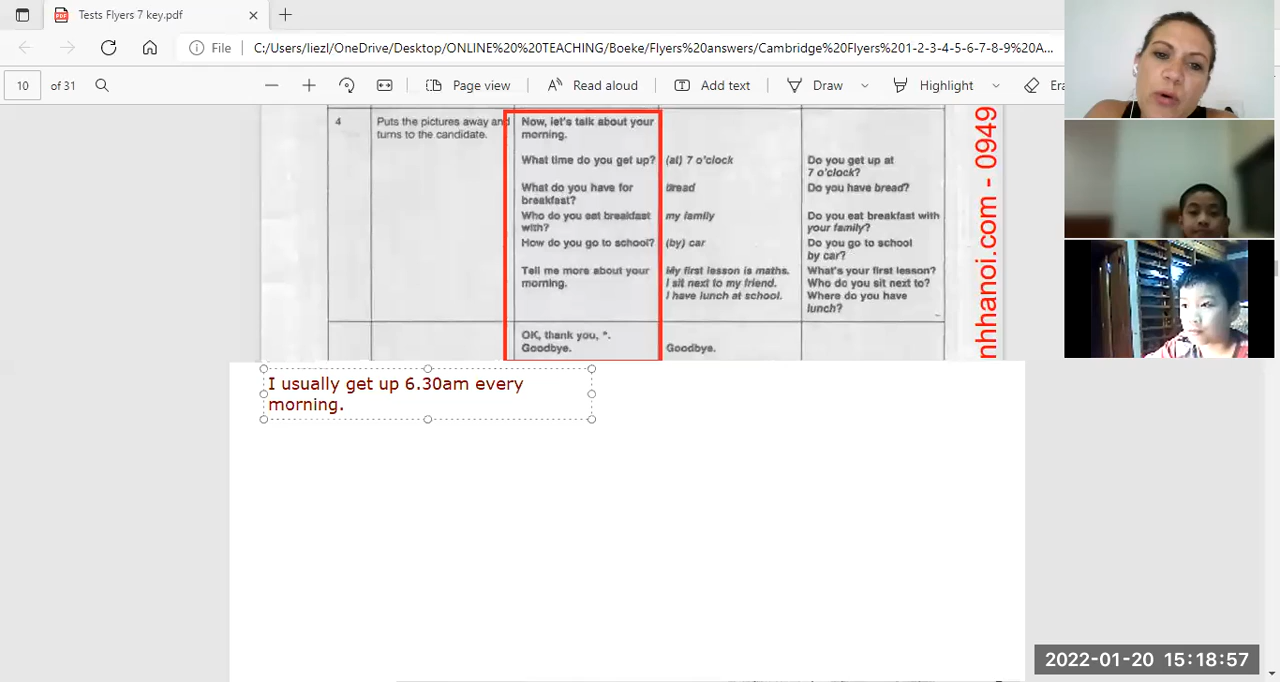 Tests Flyers 7 key.pdf
File
C:/Users/liezl/OneDrive/Desktop/ONLINE%20%20TEACHING/Boeke/Flyers%20answers/Cambridge%20Flyers%201-2-3-4-5-6-7-8-9%20A...
10 of 31
Page view
Read aloud
Add text
Draw
Highlight
Era
4
Puts the pictures away and
turns to the candidate.
Now, let's talk about your
morning.
What time do you get up?
(at) 7 o'clock
Do you get up at
7 o'clock?
What do you have for
breakfast?
Bread
Do you have bread?
Who do you eat breakfast
with?
my family
Do you eat breakfast with
your family?
How do you go to school?
(by) car
Do you go to school
by car?
Tell me more about your
morning.
My first lesson is maths.
I sit next to my friend.
I have lunch at school.
What's your first lesson?
Who do you sit next to?
Where do you have
lunch?
OK, thank you, *.
Goodbye.
Goodbye.
nhhanoi.com - 0949
I usually get up 6.30am every
morning.
2022-01-20 15:18:57